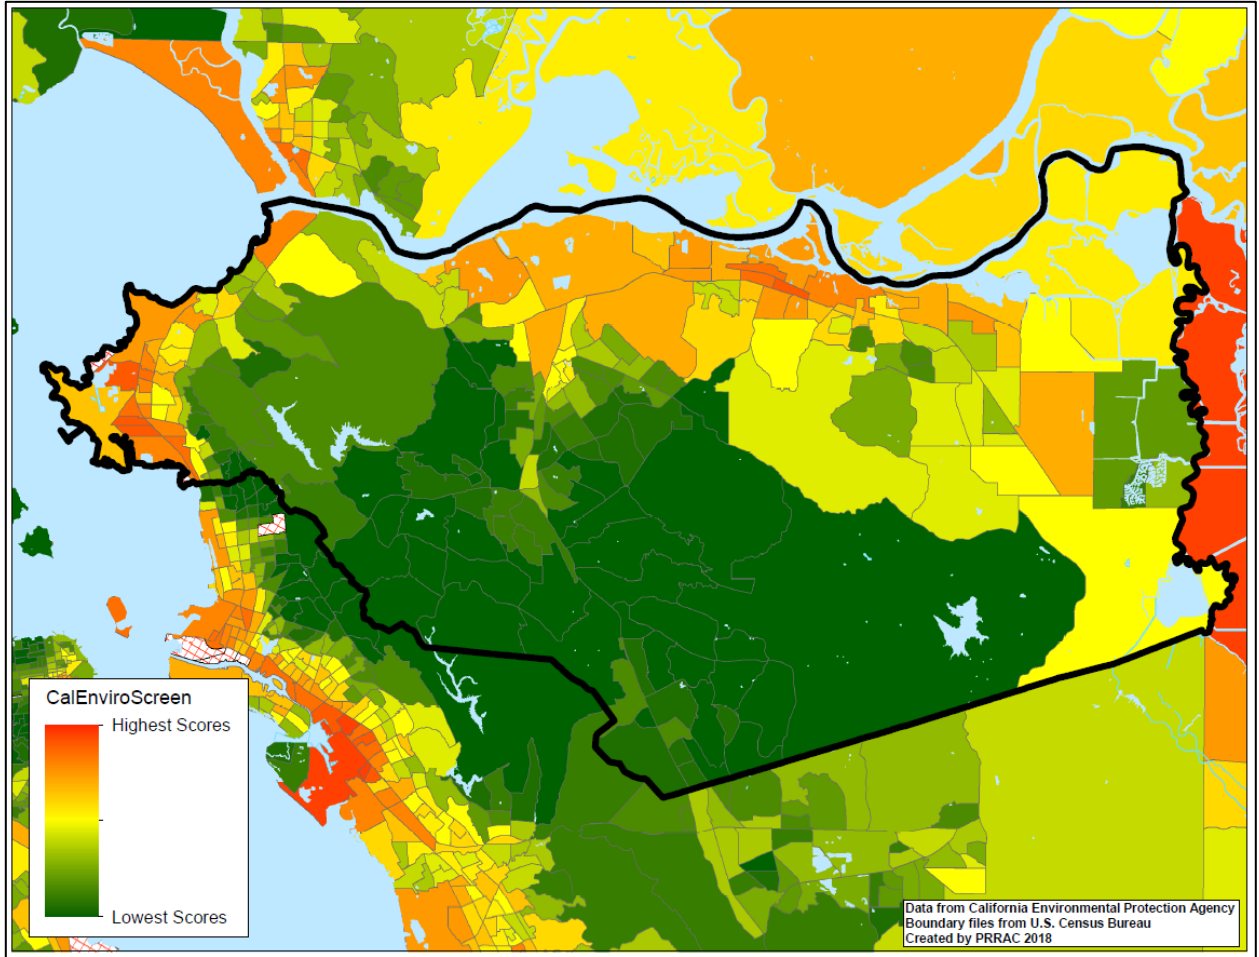 CalEnviroScreen
Highest Scores
Lowest Scores
Data from California Environmental Protection Agency
Boundary files from U.S. Census Bureau
Created by PRRAC 2018